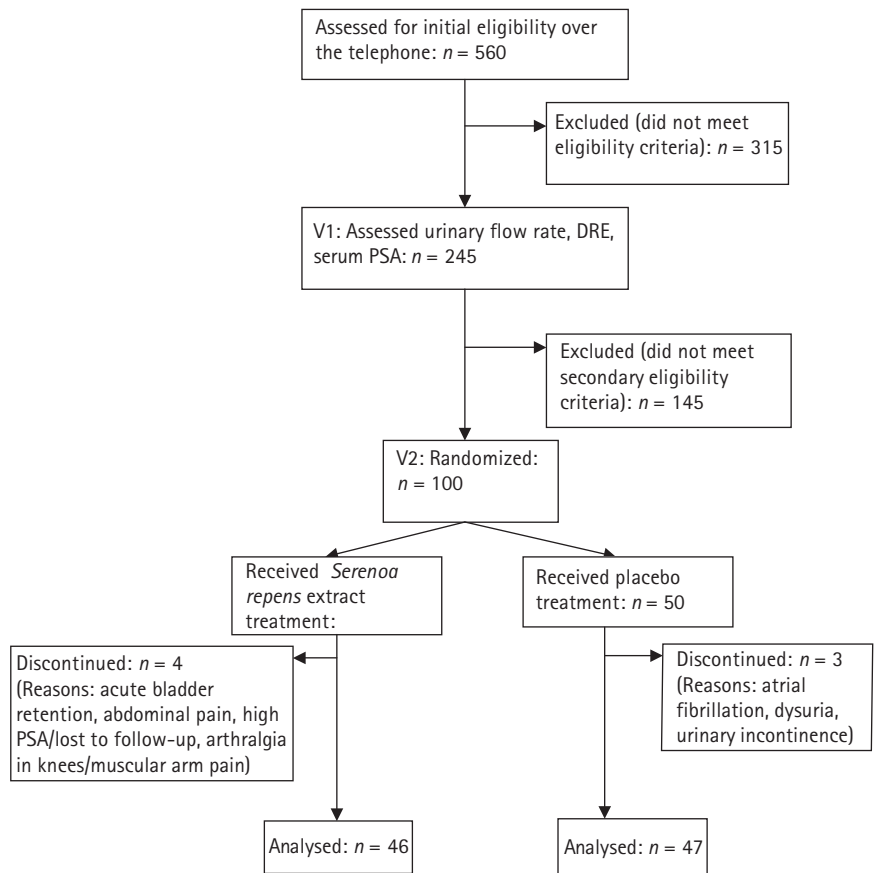 Assessed for initial eligibility over
the telephone: n = 560
Excluded (did not meet
eligibility criteria): n = 315
V1: Assessed urinary flow rate, DRE,
serum PSA: n = 245
Excluded (did not meet
secondary eligibility
criteria): n = 145
V2: Randomized:
n = 100
Received Serenoa
repens extract
treatment:
Received placebo
treatment: n = 50
Discontinued: n = 4
(Reasons: acute bladder
retention, abdominal pain, high
PSA/lost to follow-up, arthralgia
in knees/muscular arm pain)
Discontinued: n = 3
(Reasons: atrial
fibrillation, dysuria,
urinary incontinence)
Analysed: n = 46
Analysed: n = 47